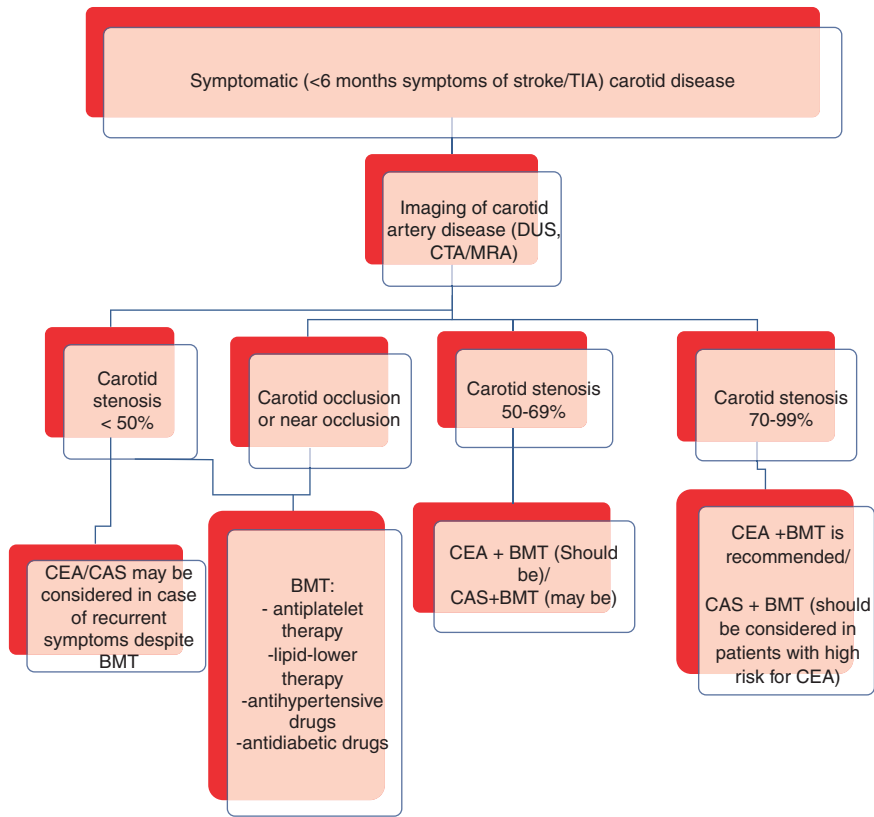 Symptomatic (<6 months symptoms of stroke/TIA) carotid disease
Imaging of carotid
artery disease (DUS,
CTA/MRA)
Carotid
stenosis
< 50%
Carotid occlusion
or near occlusion
Carotid stenosis
50-69%
Carotid stenosis
70-99%
CEA/CAS may be
considered in case
of recurrent
symptoms despite
BMT
BMT:
- antiplatelet
therapy
-lipid-lower
therapy
-antihypertensive
drugs
-antidiabetic drugs
CEA + BMT (Should
be)/
CAS+BMT (may be)
CEA +BMT is
recommended/
CAS + BMT (should
be considered in
patients with high
risk for CEA)